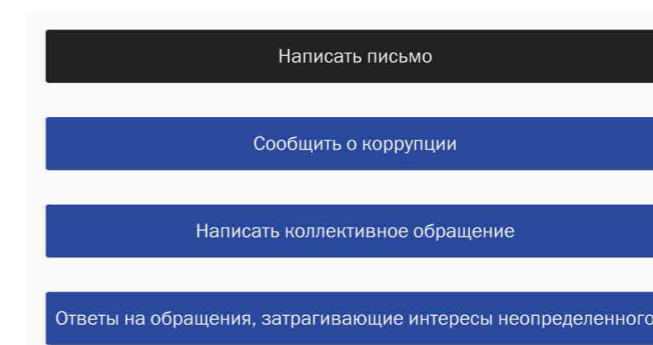 Написать письмо
Сообщить о коррупции
Написать коллективное обращение
Ответы на обращения, затрагивающие интересы неопределенного